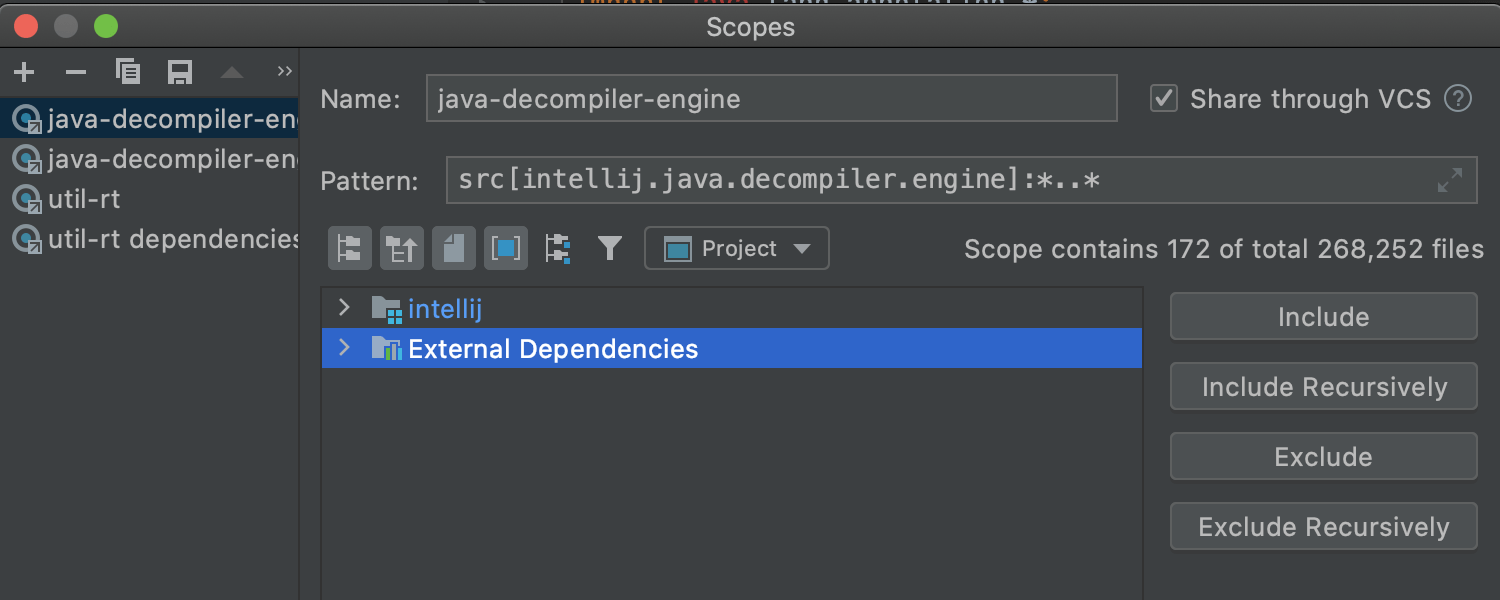 Scopes
Name: java-decompiler-engine
Share through VCS ?
java-decompiler-en
java-decompiler-en
util-rt
util-rt dependencies
Pattern: src[intellij.java.decompiler.engine]:*..*
Project
Scope contains 172 of total 268,252 files
intellij
External Dependencies
Include
Include Recursively
Exclude
Exclude Recursively